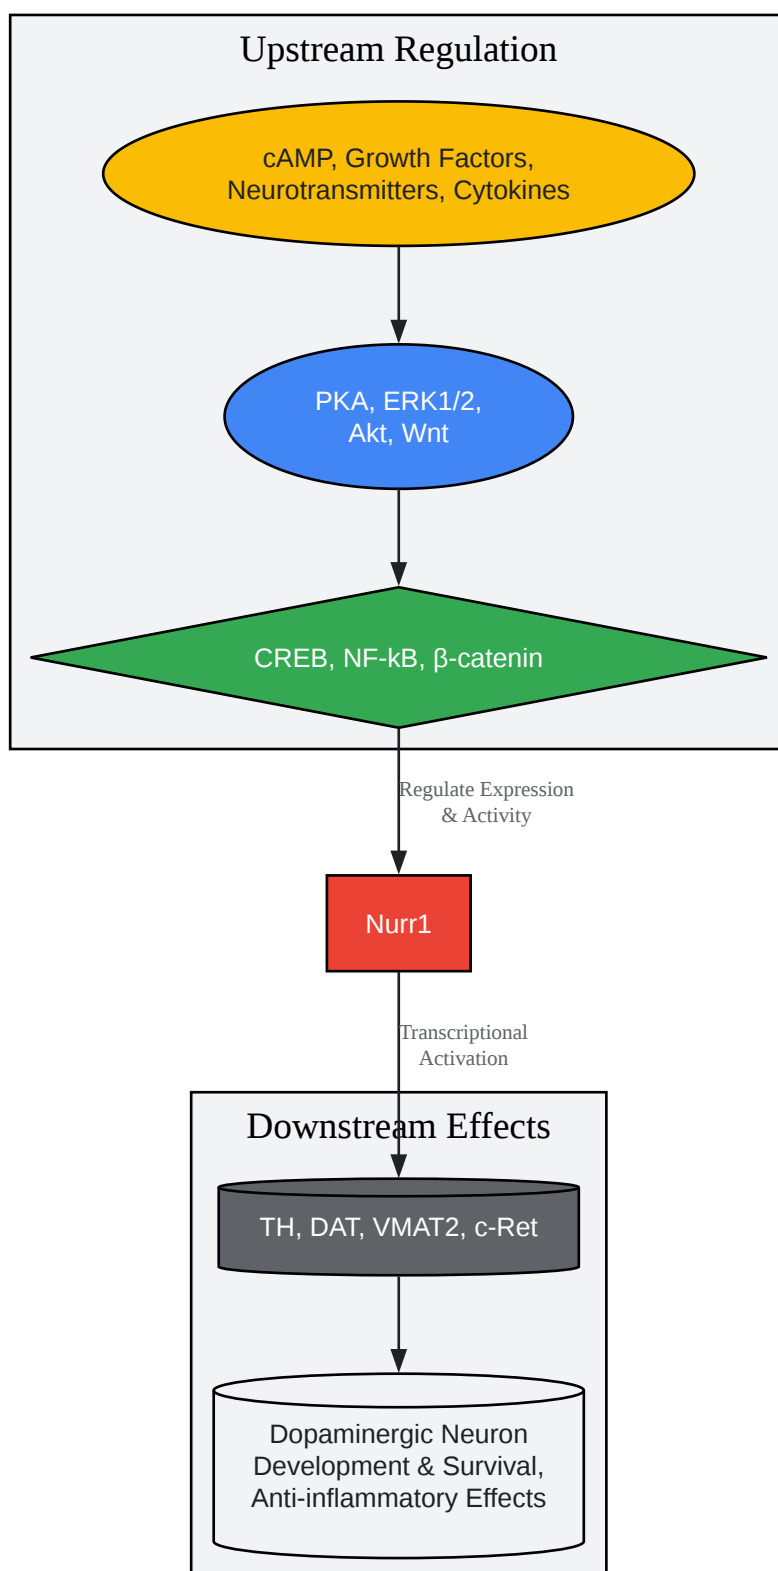 Upstream Regulation
cAMP, Growth Factors,
Neurotransmitters, Cytokines
PKA, ERK1/2,
Akt, Wnt
CREB, NF-kB, β-catenin
Regulate Expression
& Activity
Nurr1
Transcriptional
Activation
Downstream Effects
TH, DAT, VMAT2, c-Ret
Dopaminergic Neuron
Development & Survival,
Anti-inflammatory Effects